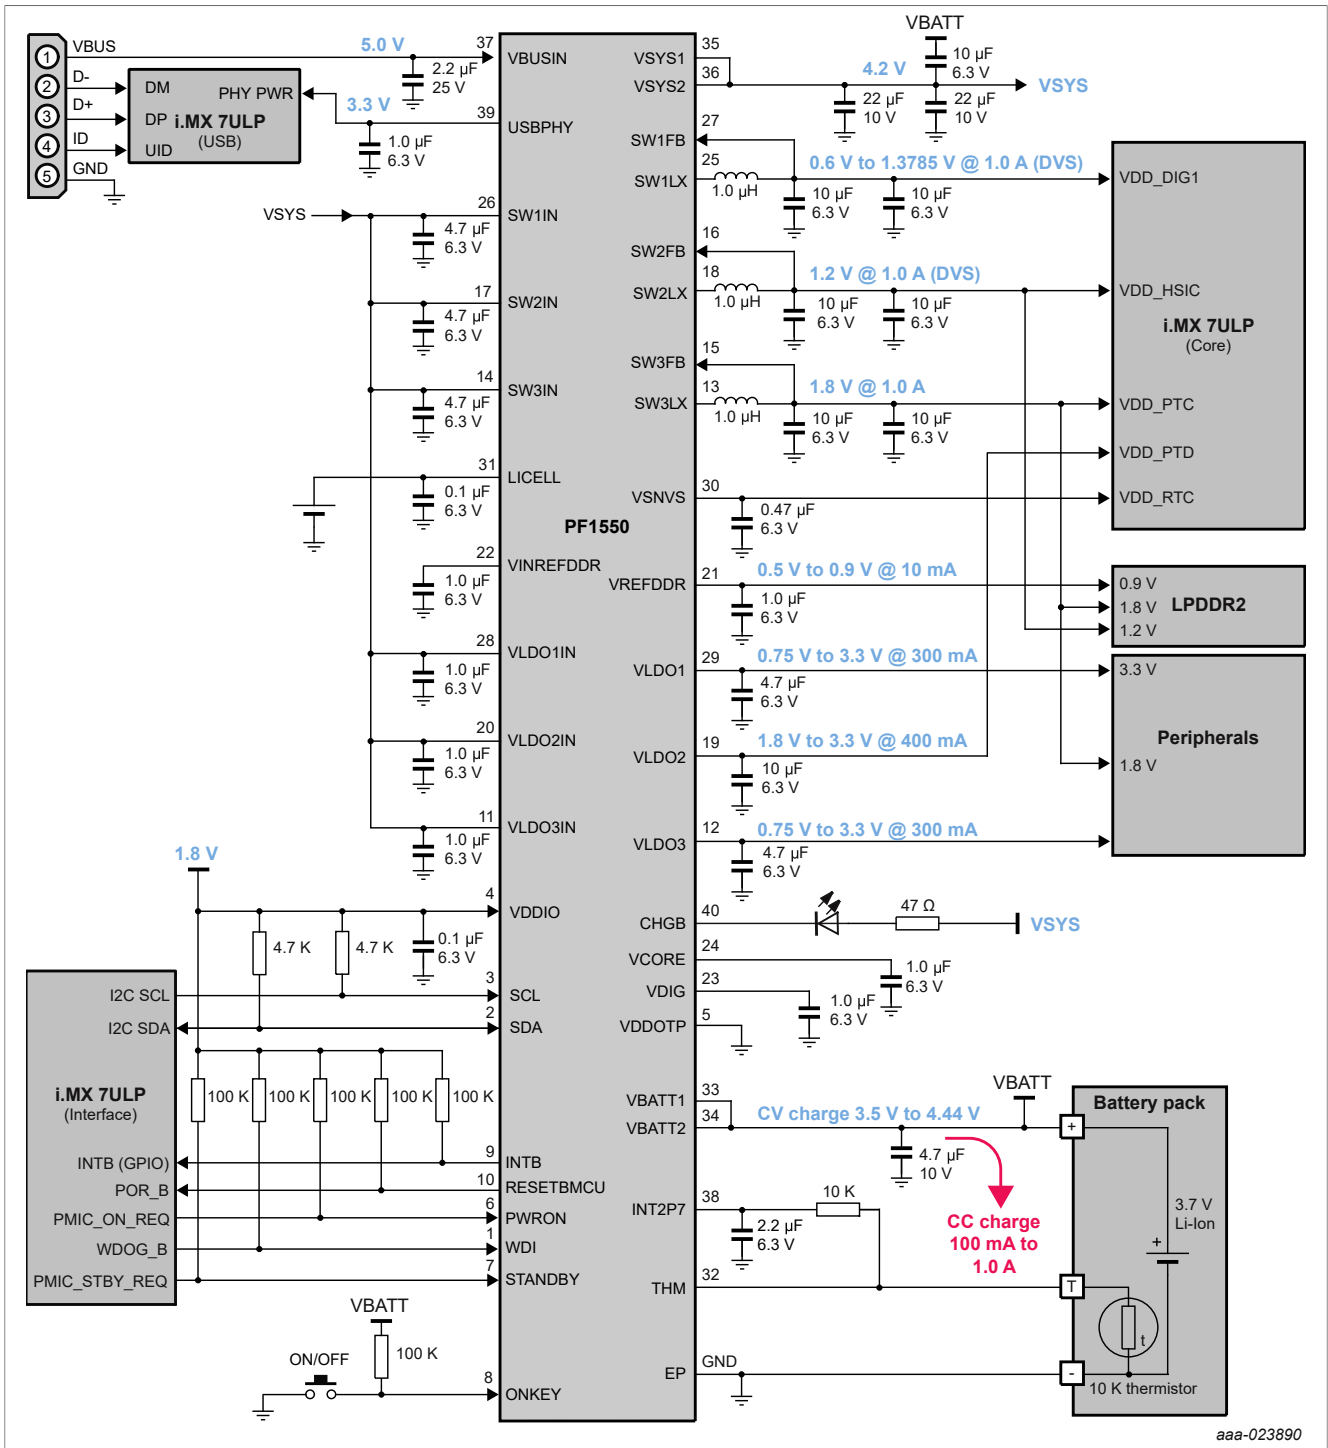 VBUS
1
5.0 V
37
VBUSIN
2.2 µF
25 V
D-
2
DM
PHY PWR
D+
3
DP
i.MX 7ULP
(USB)
ID
4
UID
GND
5
3.3 V
39
USBPHY
1.0 µF
6.3 V
VSYS
26
SW1IN
4.7 µF
6.3 V
17
SW2IN
4.7 µF
6.3 V
14
SW3IN
4.7 µF
6.3 V
31
LICELL
0.1 µF
6.3 V
22
VINREFDDR
1.0 µF
6.3 V
28
VLDO1IN
1.0 µF
6.3 V
20
VLDO2IN
1.0 µF
6.3 V
11
VLDO3IN
1.0 µF
6.3 V
1.8 V
4
VDDIO
4.7 K
4.7 K
0.1 µF
6.3 V
I2C SCL
3
SCL
I2C SDA
2
SDA
i.MX 7ULP
(Interface)
100 K
100 K
100 K
100 K
100 K
INTB (GPIO)
9
INTB
POR_B
10
RESETBMCU
PMIC_ON_REQ
6
PWRON
WDOG_B
1
WDI
PMIC_STBY_REQ
7
STANDBY
VBATT
100 K
ON/OFF
8
ONKEY
PF1550
VBATT
10 µF
6.3 V
VSYS1
35
VSYS2
36
4.2 V
VSYS
22 µF
10 V
22 µF
10 V
SW1FB
27
SW1LX
25
1.0 µH
0.6 V to 1.3785 V @ 1.0 A (DVS)
10 µF
6.3 V
10 µF
6.3 V
VDD_DIG1
SW2FB
16
SW2LX
18
1.0 µH
1.2 V @ 1.0 A (DVS)
10 µF
6.3 V
10 µF
6.3 V
VDD_HSIC
i.MX 7ULP
(Core)
SW3FB
15
SW3LX
13
1.0 µH
1.8 V @ 1.0 A
10 µF
6.3 V
10 µF
6.3 V
VDD_PTC
VDD_PTD
VSNVS
30
0.47 µF
6.3 V
VDD_RTC
VREFDDR
21
0.5 V to 0.9 V @ 10 mA
1.0 µF
6.3 V
0.9 V
1.8 V
1.2 V
LPDDR2
VLDO1
29
0.75 V to 3.3 V @ 300 mA
4.7 µF
6.3 V
3.3 V
Peripherals
1.8 V
VLDO2
19
1.8 V to 3.3 V @ 400 mA
10 µF
6.3 V
VLDO3
12
0.75 V to 3.3 V @ 300 mA
4.7 µF
6.3 V
CHGB
40
47 Ω
VSYS
VCORE
24
1.0 µF
6.3 V
VDIG
23
1.0 µF
6.3 V
VDDOTP
5
VBATT1
33
VBATT2
34
CV charge 3.5 V to 4.44 V
VBATT
4.7 µF
10 V
CC charge
100 mA to
1.0 A
INT2P7
38
2.2 µF
6.3 V
10 K
THM
32
EP
GND
Battery pack
+
3.7 V
Li-Ion
+
T
t
-
10 K thermistor
aaa-023890